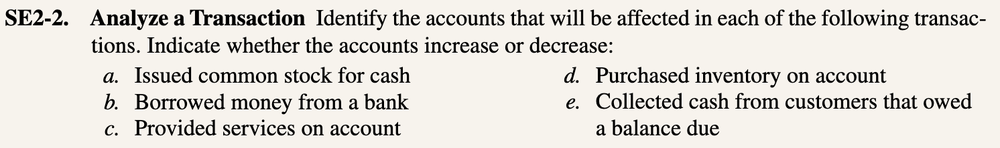 SE2-2. Analyze a Transaction Identify the accounts that will be affected in each of the following transac-
tions. Indicate whether the accounts increase or decrease:
a. Issued common stock for cash
b. Borrowed money from a bank
c. Provided services on account
d. Purchased inventory on account
e. Collected cash from customers that owed
a balance due